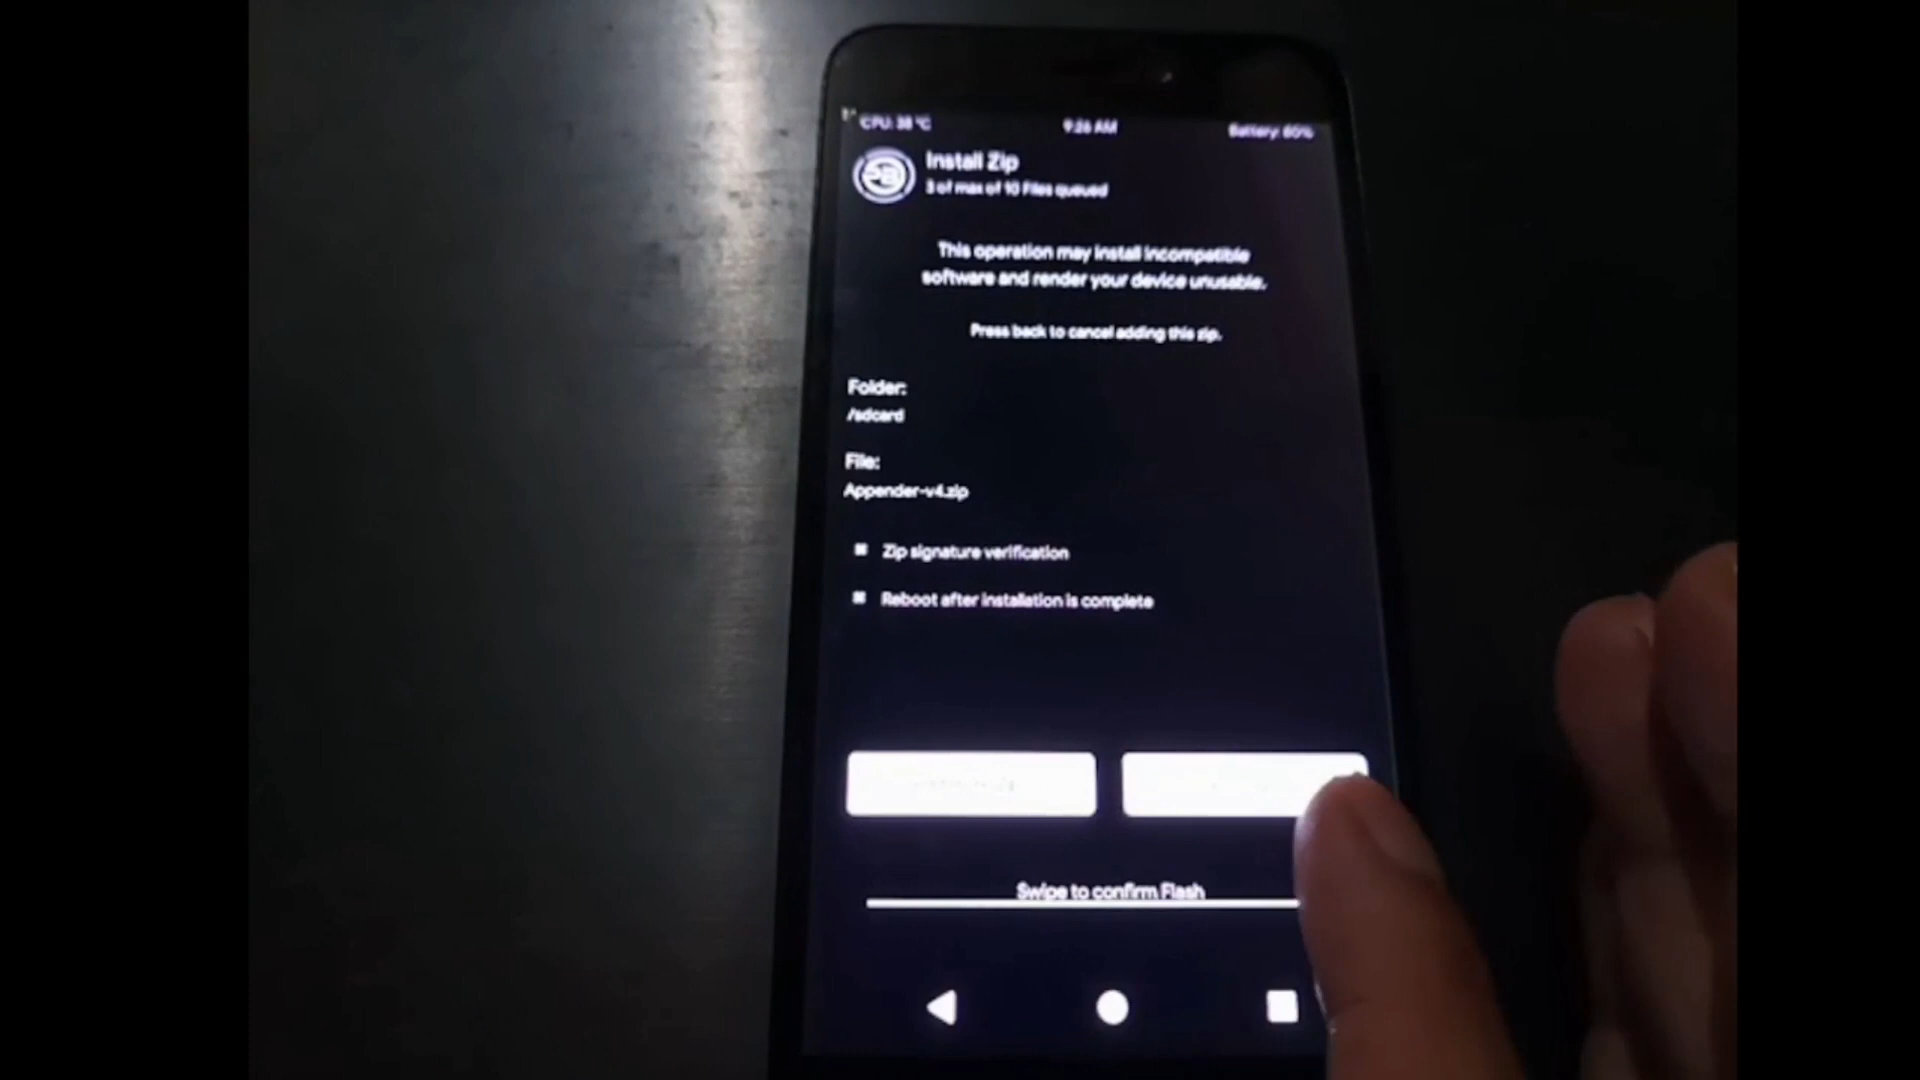 CPU: 38 °C
9:26 AM
Battery: 60%
Install Zip
3 of max of 10 Files queued
This operation may install incompatible
software and render your device unusable.
Press back to cancel adding this zip.
Folder:
/sdcard
File:
Appender-v4.zip
Zip signature verification
Reboot after installation is complete
Swipe to confirm Flash